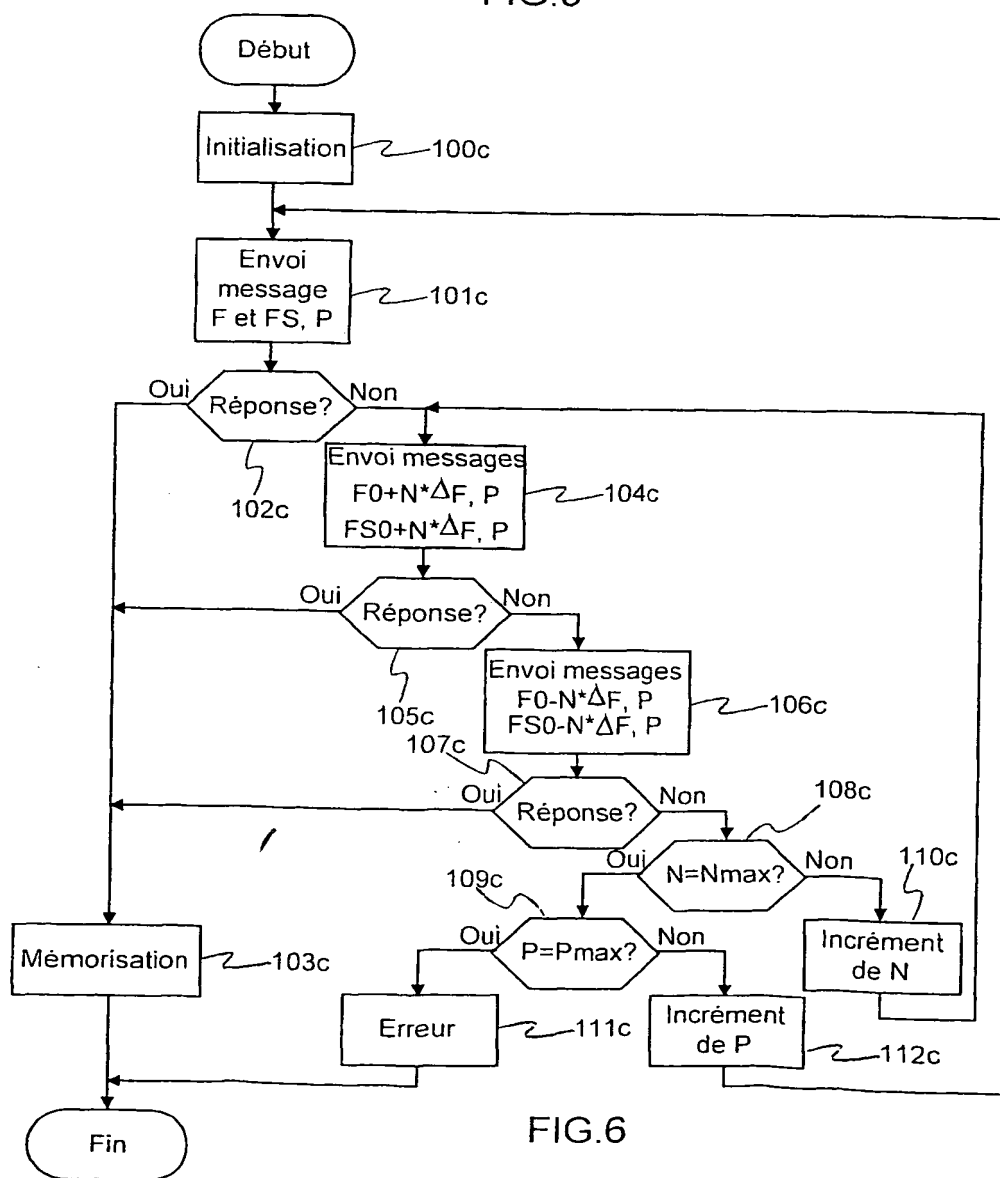 Début
Initialisation
100c
Envoi
message
F et FS, P
101c
Oui
Réponse?
Non
102c
Envoi messages
F0+N*ΔF, P
FS0+N*ΔF, P
104c
Oui
Réponse?
Non
105c
Envoi messages
F0-N*ΔF, P
FS0-N*ΔF, P
106c
107c
Oui
Réponse?
Non
108c
Oui
N=Nmax?
Non
110c
109c
Oui
P=Pmax?
Non
Incrément
de N
Mémorisation
103c
Erreur
111c
Incrément
de P
112c
Fin
FIG.6